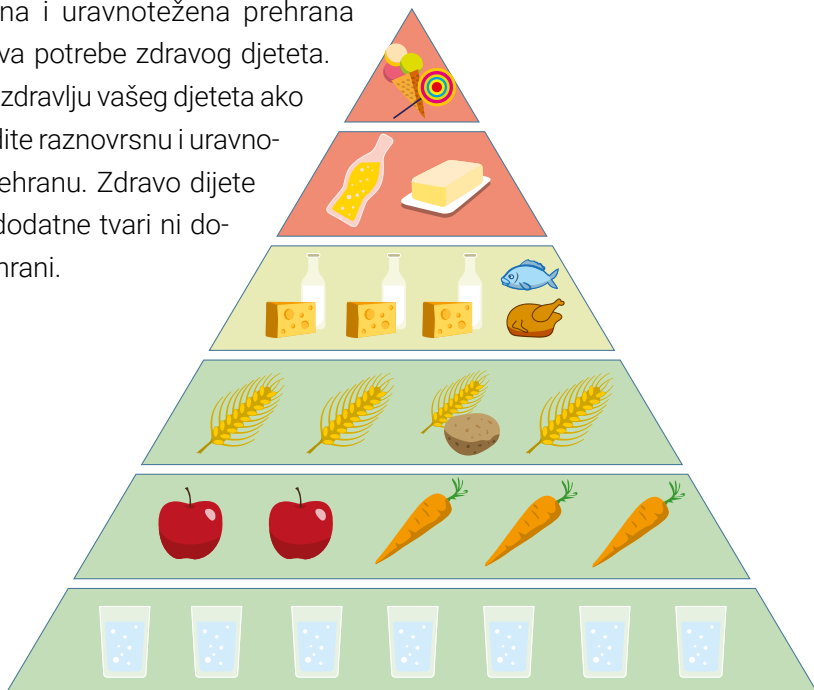 na i uravnotežena prehrana
va potrebe zdravog djeteta.
zdravlju vašeg djeteta ako
dite raznovrsnu i uravno-
ehranu. Zdravo dijete
dodatne tvari ni do-
hrani.